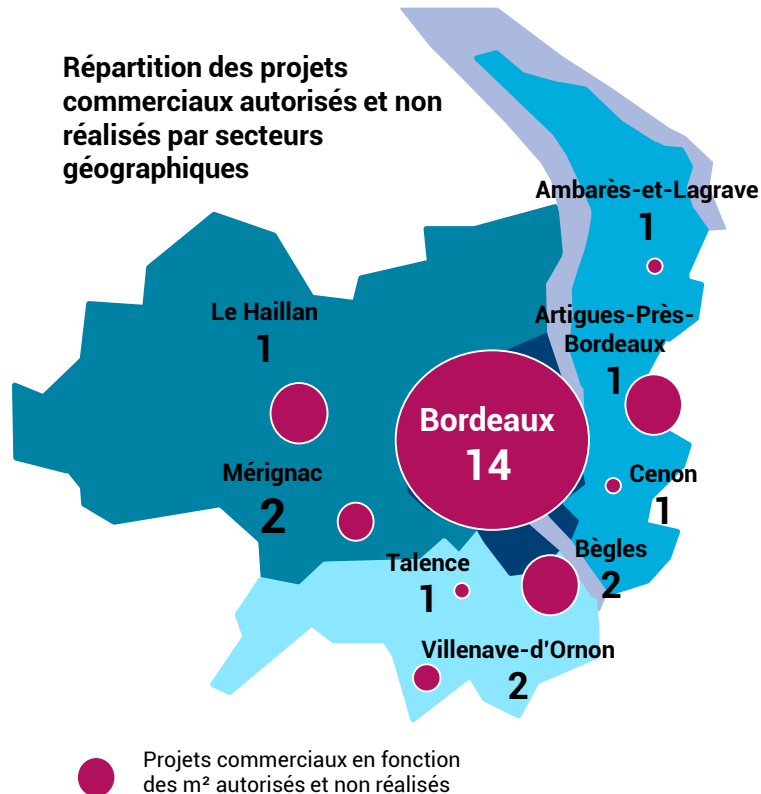 Répartition des projets
commerciaux autorisés et non
réalisés par secteurs
géographiques
Ambarès-et-Lagrave
1
Le Haillan
1
Artigues-Près-
Bordeaux
1
Bordeaux
14
Mérignac
2
Cenon
1
Talence
1
Bègles
2
Villenave-d'Ornon
2
Projets commerciaux en fonction
des m² autorisés et non réalisés